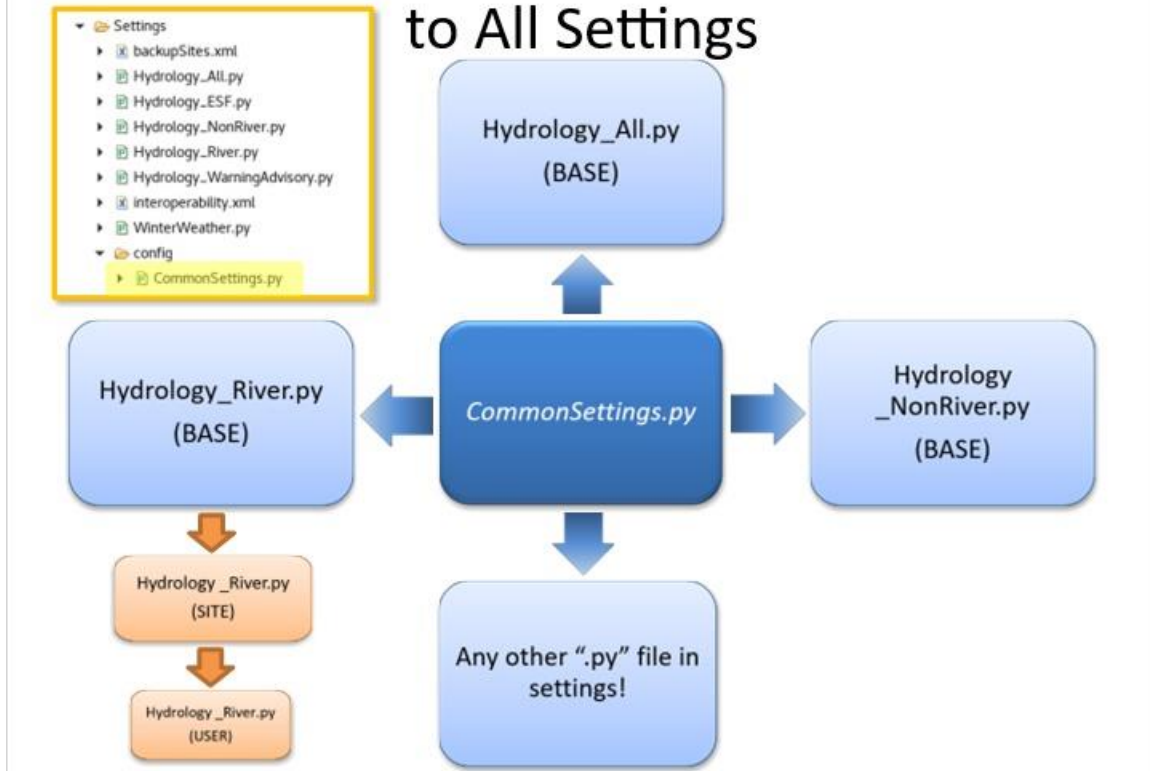 to All Settings
Settings
backupSites.xml
Hydrology_All.py
Hydrology_ESF.py
Hydrology_NonRiver.py
Hydrology_River.py
Hydrology_WarningAdvisory.py
interoperability.xml
WinterWeather.py
config
CommonSettings.py
Hydrology_All.py
(BASE)
Hydrology_River.py
(BASE)
CommonSettings.py
Hydrology
_NonRiver.py
(BASE)
Hydrology _River.py
(SITE)
Hydrology _River.py
(USER)
Any other “.py” file in
settings!